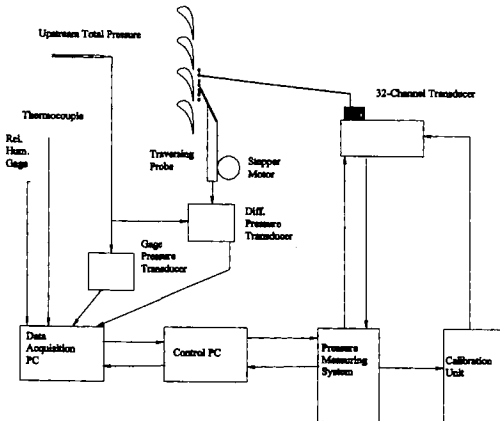 Upstream Total Pressure
Thermocouple
Rel.
Hum.
Gage
Traversing
Probe
Stepper
Motor
32-Channel Transducer
Diff.
Pressure
Transducer
Gage
Pressure
Transducer
Data
Acquisition
PC
Control PC
Pressure
Measuring
System
Calibration
Unit